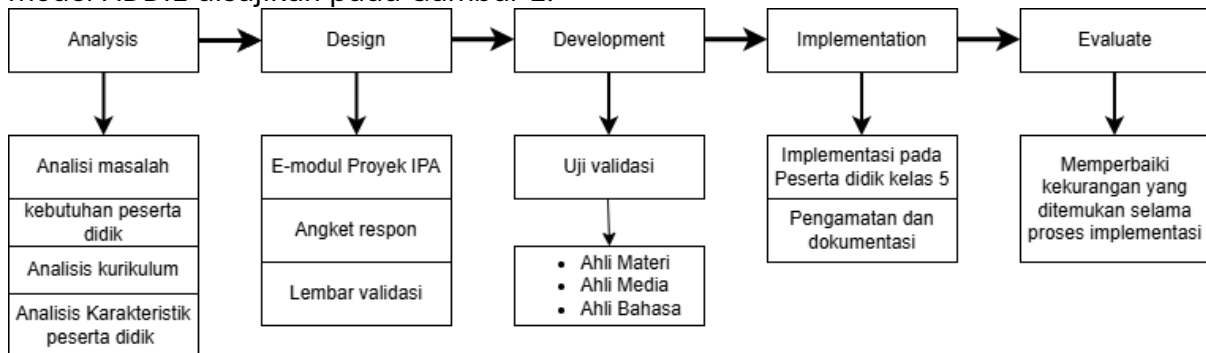 model ADDIE disajikan pada Gambar 1.
Analysis
Design
Development
Implementation
Evaluate
Analisi masalah
kebutuhan peserta
didik
Analisis kurikulum
Analisis Karakteristik
peserta didik
E-modul Proyek IPA
Angket respon
Lembar validasi
Uji validasi
• Ahli Materi
• Ahli Media
• Ahli Bahasa
Implementasi pada
Peserta didik kelas 5
Pengamatan dan
dokumentasi
Memperbaiki
kekurangan yang
ditemukan selama
proses implementasi